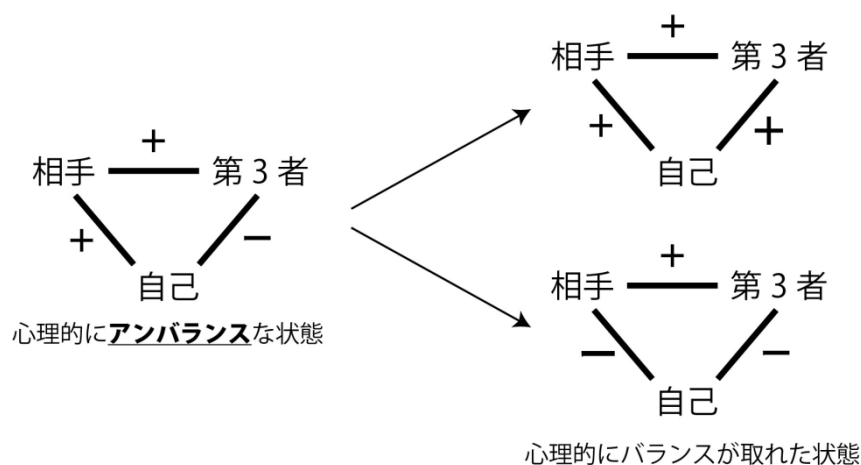 +
相手 第3者
+ −
自己
心理的にアンバランスな状態
+
相手 第3者
+ +
自己
+
相手 第3者
− −
自己
心理的にバランスが取れた状態